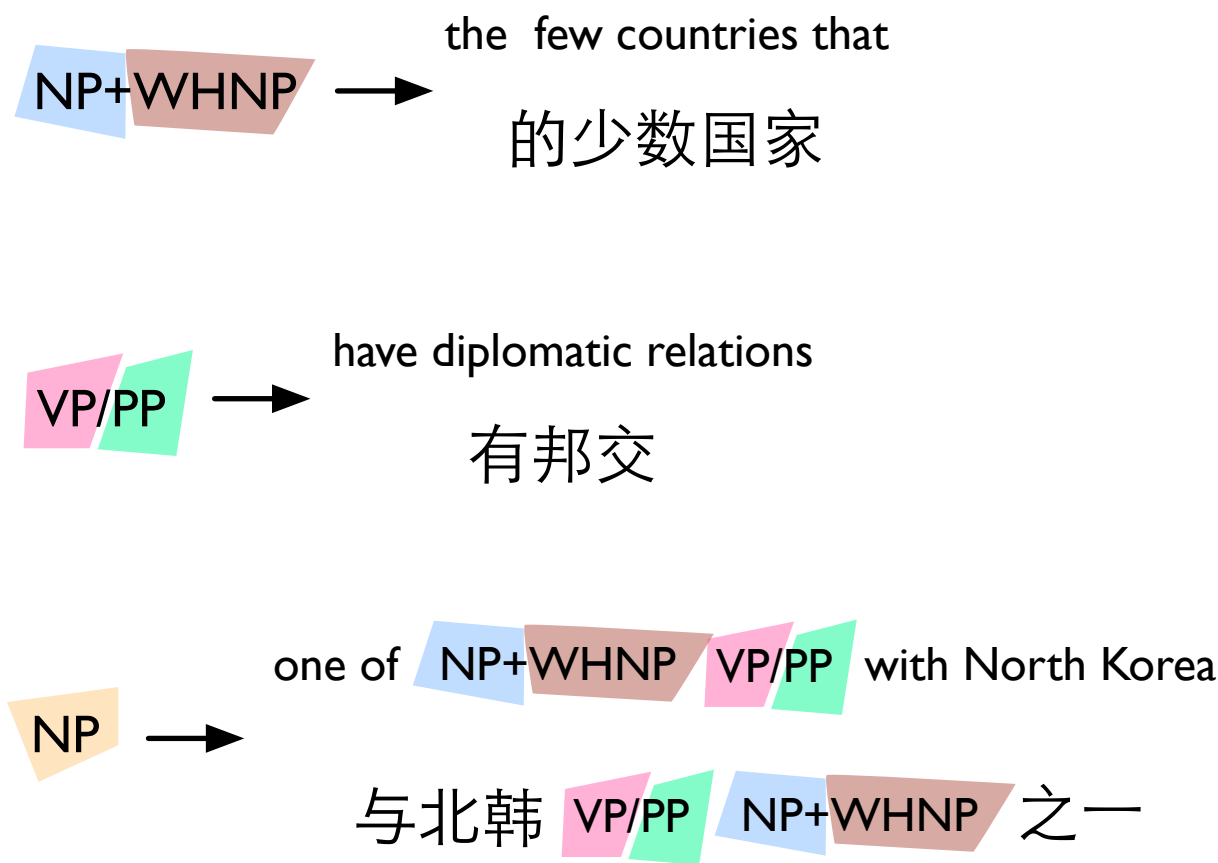 the few countries that
NP+WHNP
的少数国家
have diplomatic relations
VP/PP
有邦交
one of NP+WHNP VP/PP with North Korea
NP
与北韩 VP/PP NP+WHNP 之一